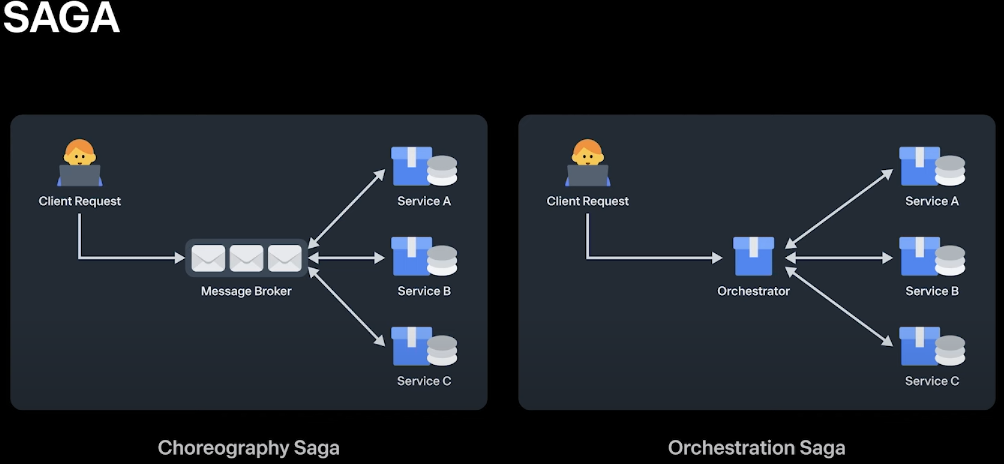 SAGA
Client Request
Message Broker
Service A
Service B
Service C
Choreography Saga
Client Request
Orchestrator
Service A
Service B
Service C
Orchestration Saga